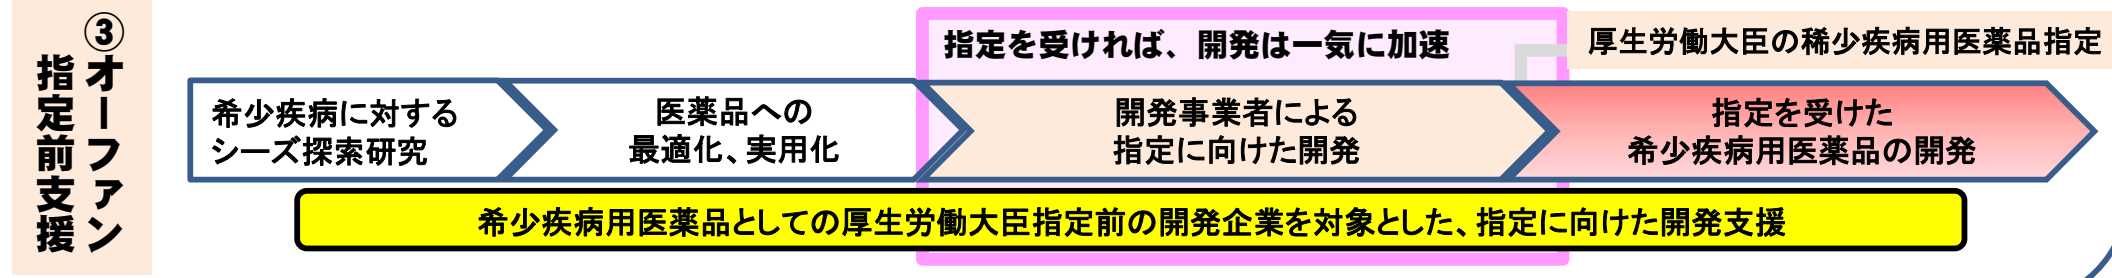 ③オーファン
指定前支援
指定を受ければ、開発は一気に加速
厚生労働大臣の稀少疾病用医薬品指定
希少疾病に対する
シーズ探索研究
医薬品への
最適化、実用化
開発事業者による
指定に向けた開発
指定を受けた
希少疾病用医薬品の開発
希少疾病用医薬品としての厚生労働大臣指定前の開発企業を対象とした、指定に向けた開発支援